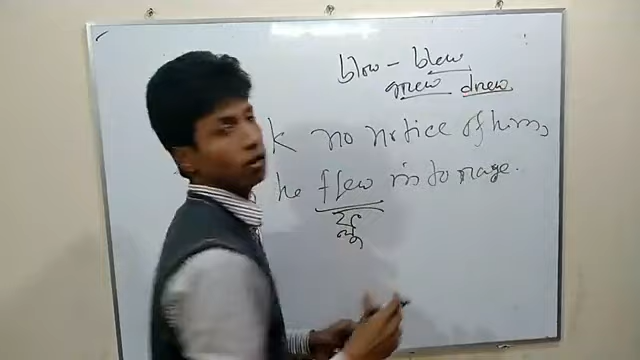 blow - blew
grew drew
k no notice of him,
he flew into rage.